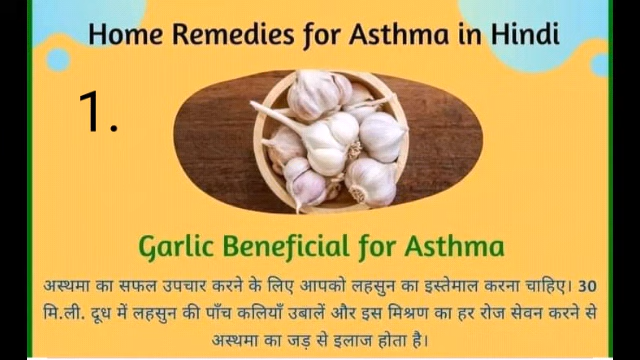 Home Remedies for Asthma in Hindi
1.
Garlic Beneficial for Asthma
अस्थमा का सफल उपचार करने के लिए आपको लहसुन का इस्तेमाल करना चाहिए। 30
मि.ली. दूध में लहसुन की पाँच कलियाँ उबालें और इस मिश्रण का हर रोज सेवन करने से
अस्थमा का जड़ से इलाज होता है।